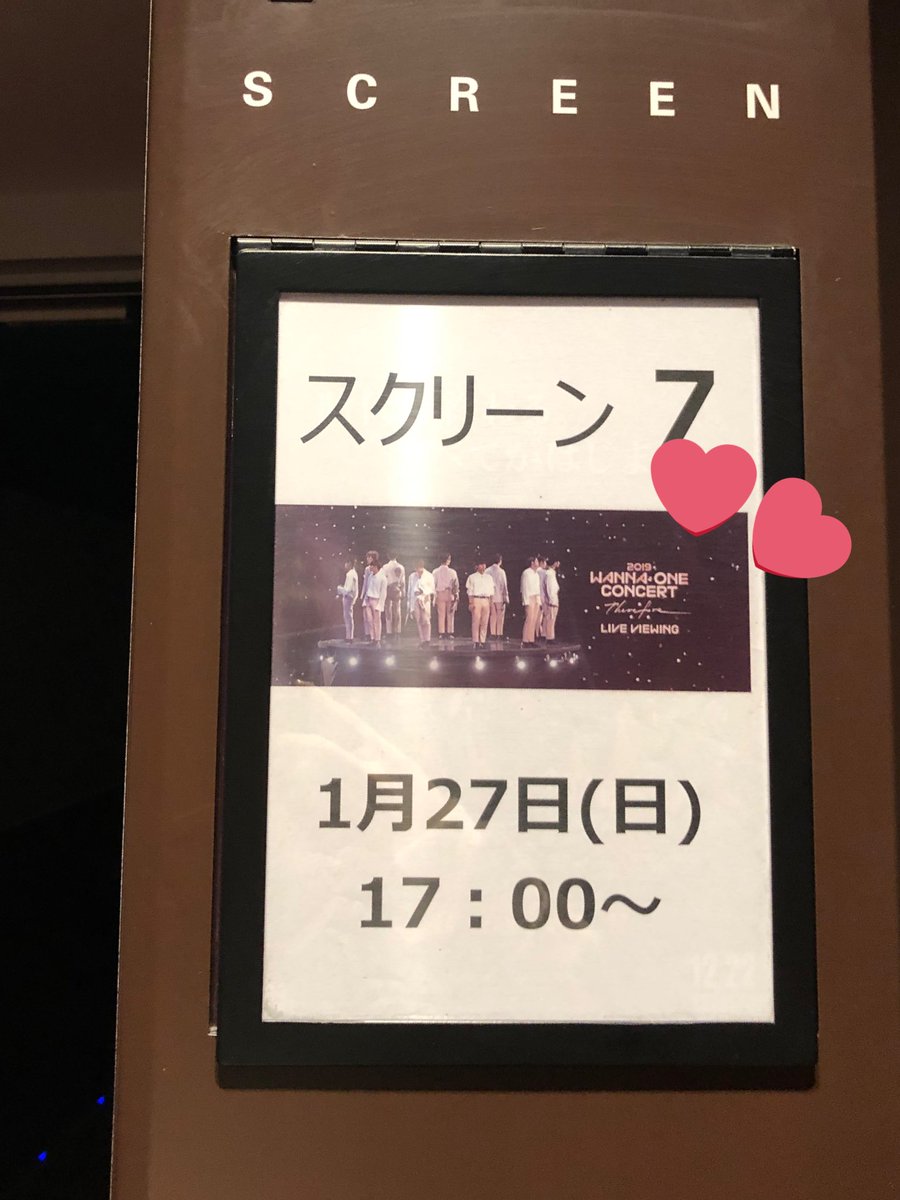 SCREEN
スクリーン 7
2019
WANNA·ONE
CONCERT
Therefore
LIVE VIEWING
1月27日(日)
17:00～